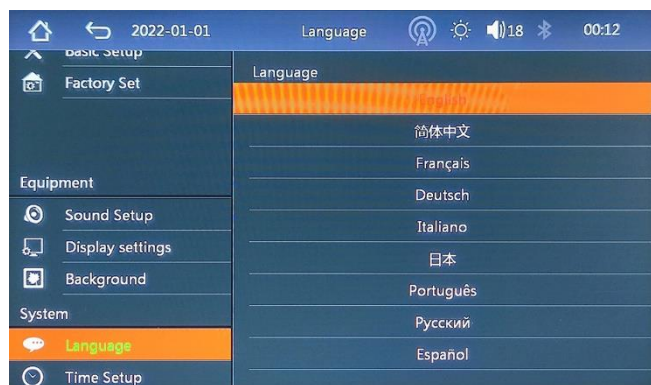 2022-01-01 Language 18 00:12
Basic Setup
Factory Set
Equipment
Sound Setup
Display settings
Background
System
Language
Time Setup
Language
English
简体中文
Français
Deutsch
Italiano
日本
Português
Русский
Español